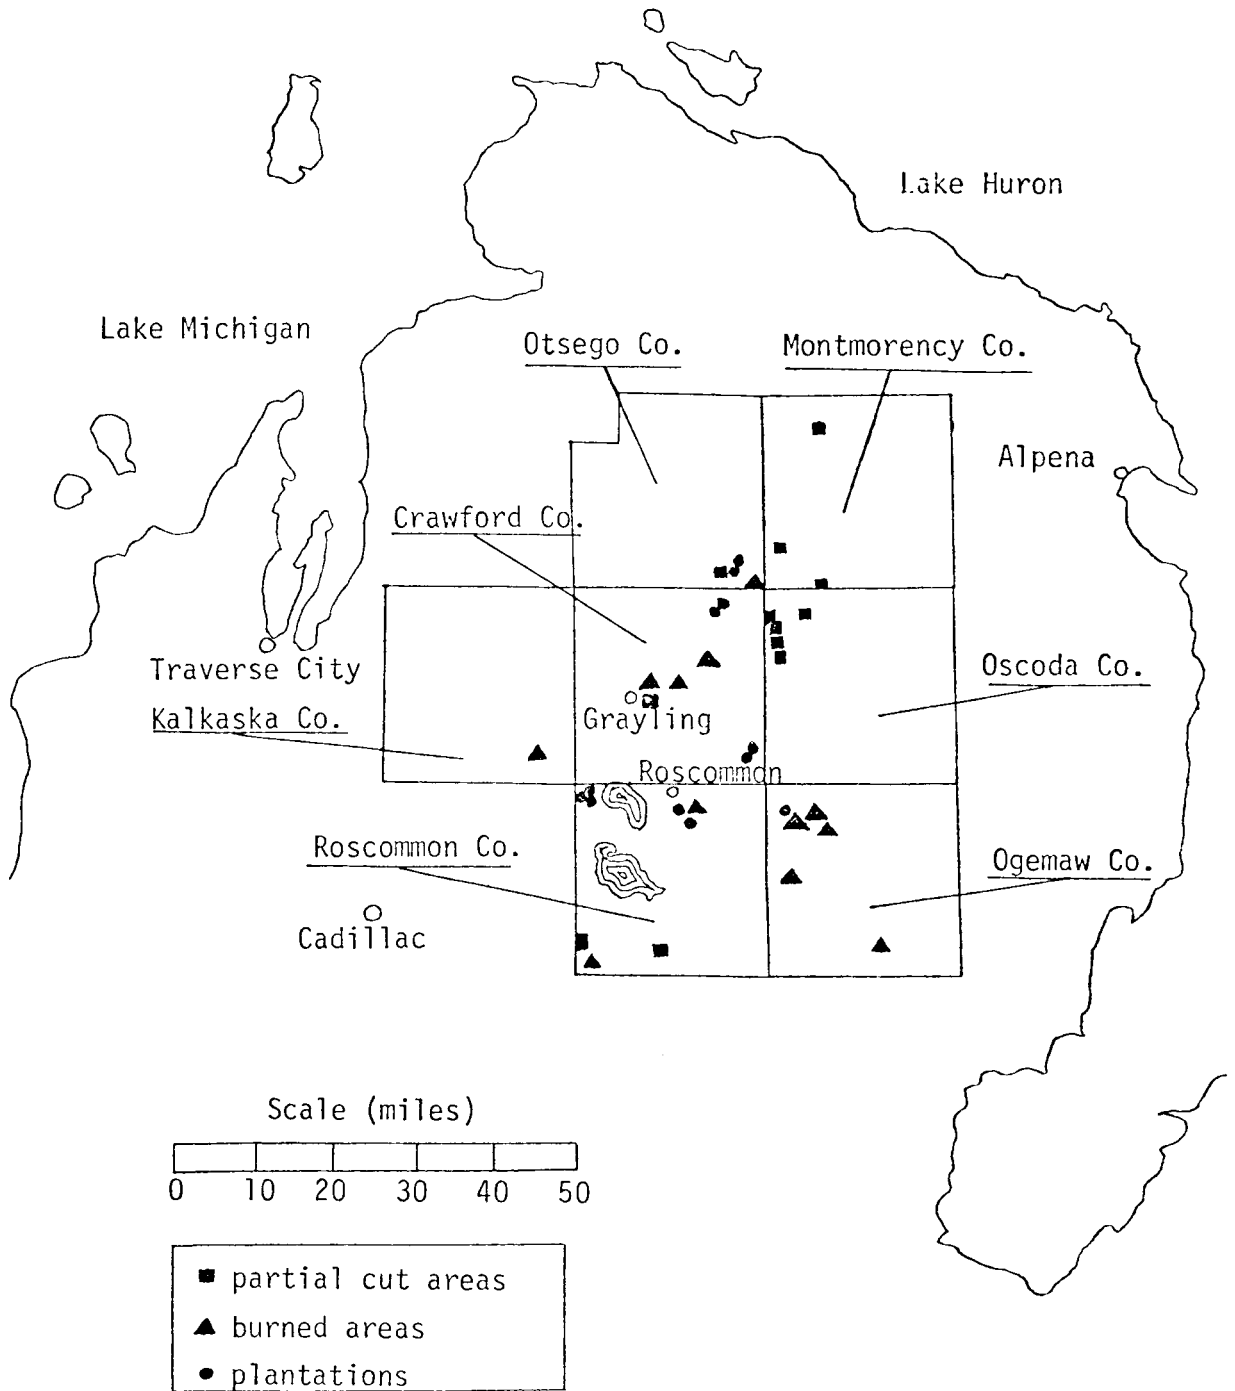 Lake Huron
Lake Michigan
Otsego Co.
Montmorency Co.
Alpena
Crawford Co.
Traverse City
Oscoda Co.
Kalkaska Co.
Grayling
Roscommon
Roscommon Co.
Ogemaw Co.
Cadillac
Scale (miles)
0 10 20 30 40 50
partial cut areas
burned areas
plantations